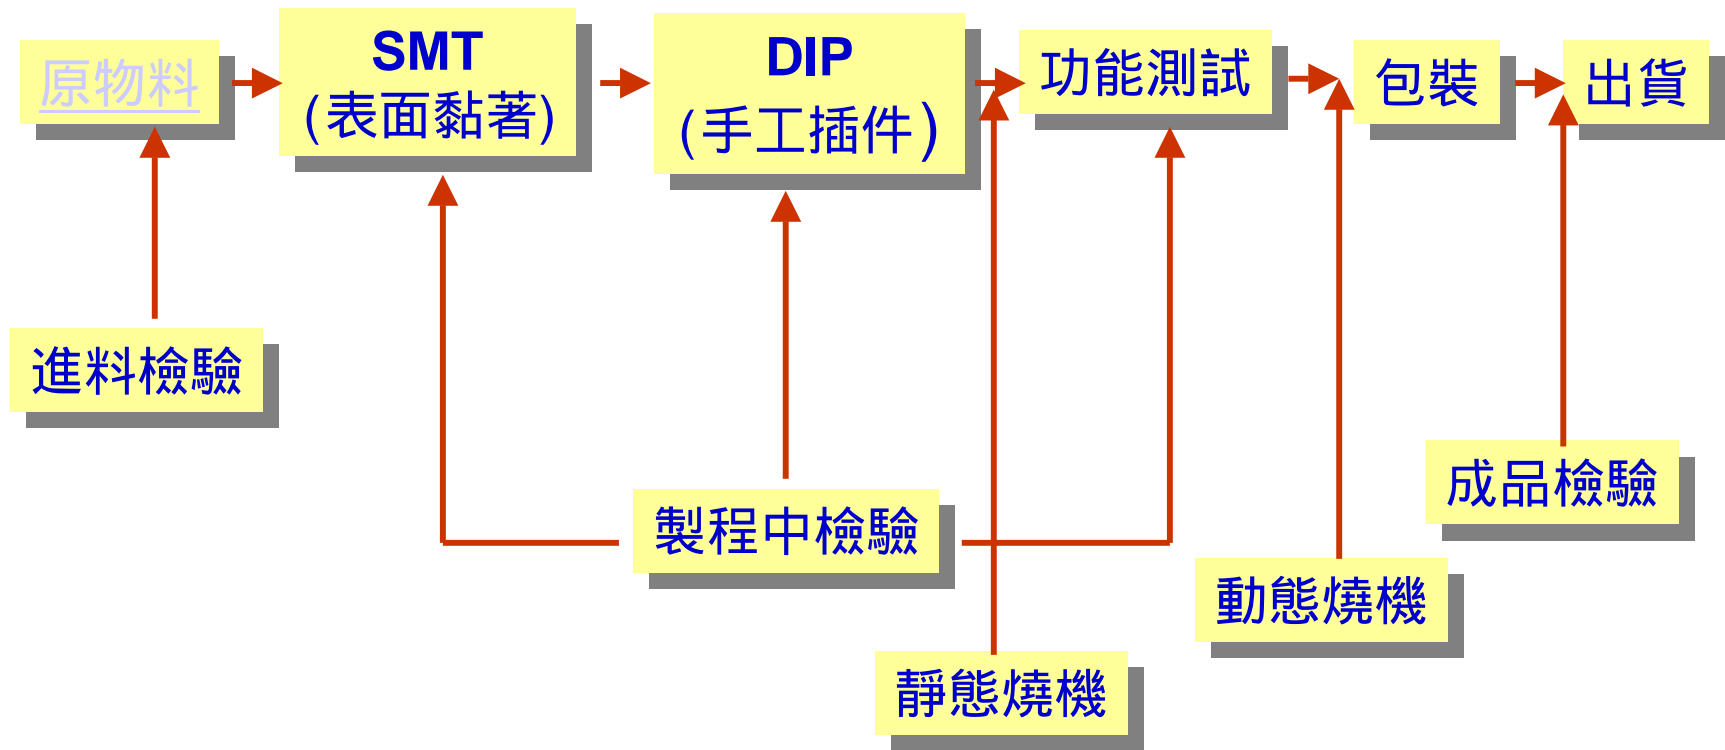 原物料
SMT
(表面黏著)
DIP
(手工插件)
功能測試
包裝
出貨
進料檢驗
製程中檢驗
成品檢驗
動態燒機
靜態燒機